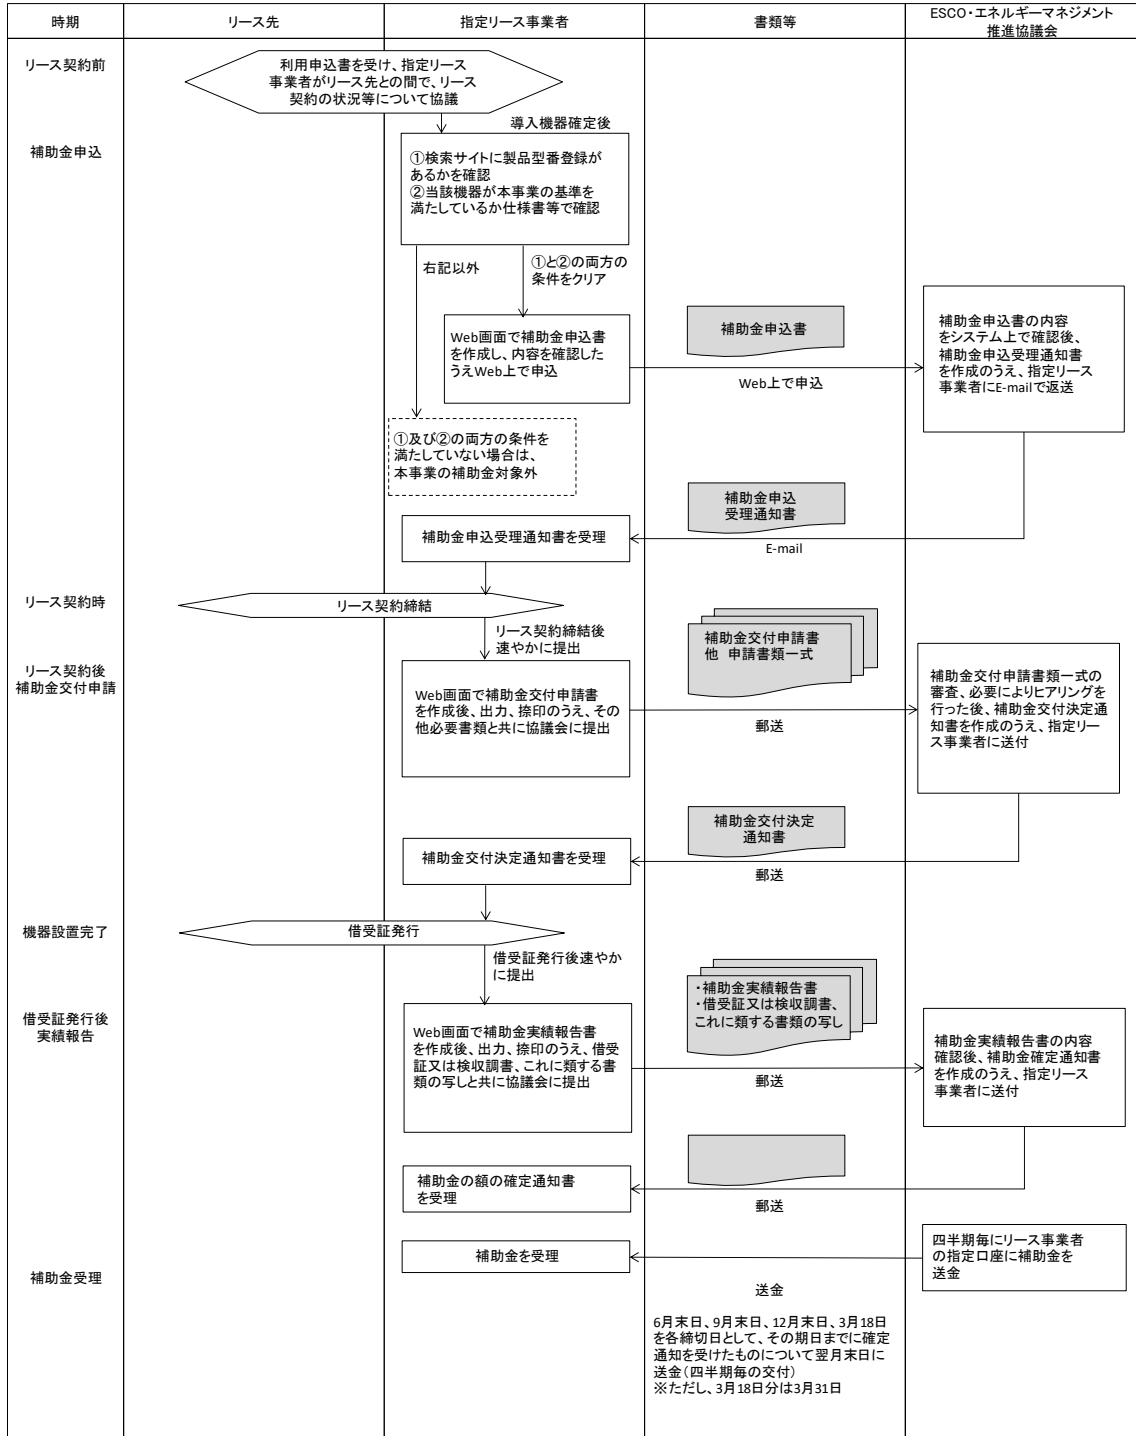 時期
リース先
指定リース事業者
書類等
ESCO・エネルギーマネジメント
推進協議会
リース契約前
利用申込書を受け、指定リース
事業者がリース先との間で、リース
契約の状況等について協議
導入機器確定後
補助金申込
①検索サイトに製品型番登録が
あるかを確認
②当該機器が本事業の基準を
満たしているか仕様書等で確認
右記以外
①と②の両方の
条件をクリア
Web画面で補助金申込書
を作成し、内容を確認した
うえWeb上で申込
補助金申込書
Web上で申込
補助金申込書の内容
をシステム上で確認後、
補助金申込受理通知書
を作成のうえ、指定リース
事業者にE-mailで返送
①及び②の両方の条件を
満たしていない場合は、
本事業の補助金対象外
補助金申込
受理通知書
補助金申込受理通知書を受理
E-mail
リース契約時
リース契約締結
リース契約締結後
速やかに提出
補助金交付申請書
他 申請書類一式
リース契約後
補助金交付申請
Web画面で補助金交付申請書
を作成後、出力、捺印のうえ、その
他必要書類と共に協議会に提出
郵送
補助金交付申請書類一式の
審査、必要によりヒアリングを
行った後、補助金交付決定通
知書を作成のうえ、指定リー
ス事業者に送付
補助金交付決定
通知書
補助金交付決定通知書を受理
郵送
機器設置完了
借受証発行
借受証発行後速やか
に提出
・補助金実績報告書
・借受証又は検収調書、
これに類する書類の写し
借受証発行後
実績報告
Web画面で補助金実績報告書
を作成後、出力、捺印のうえ、借受
証又は検収調書、これに類する書
類の写しと共に協議会に提出
郵送
補助金実績報告書の内容
確認後、補助金確定通知書
を作成のうえ、指定リース
事業者に送付
補助金の額の確定通知書
を受理
郵送
補助金受理
補助金を受理
送金
四半期毎にリース事業者
の指定口座に補助金を
送金
6月末日、9月末日、12月末日、3月18日
を各締切日として、その期日までに確定
通知を受けたものについて翌月末日に
送金(四半期毎の交付)
※ただし、3月18日分は3月31日